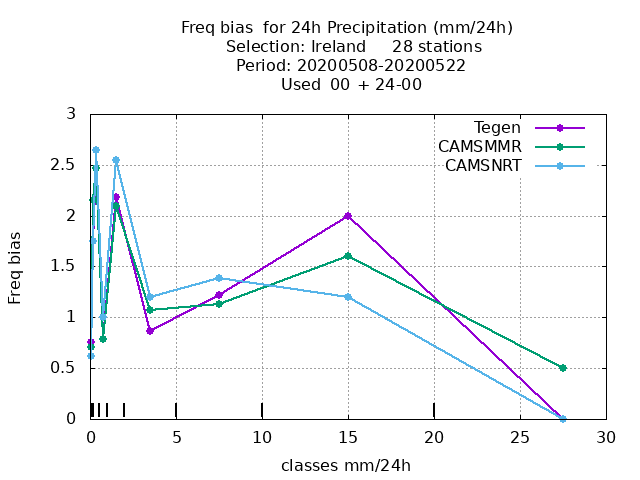 Freq bias  for 24h Precipitation (mm/24h)
Selection: Ireland     28 stations
Period: 20200508-20200522
Used  00 + 24-00
Tegen
CAMSMMR
CAMSNRT
3
2.5
2
1.5
1
0.5
0
Freq bias
0 5 10 15 20 25 30
classes mm/24h